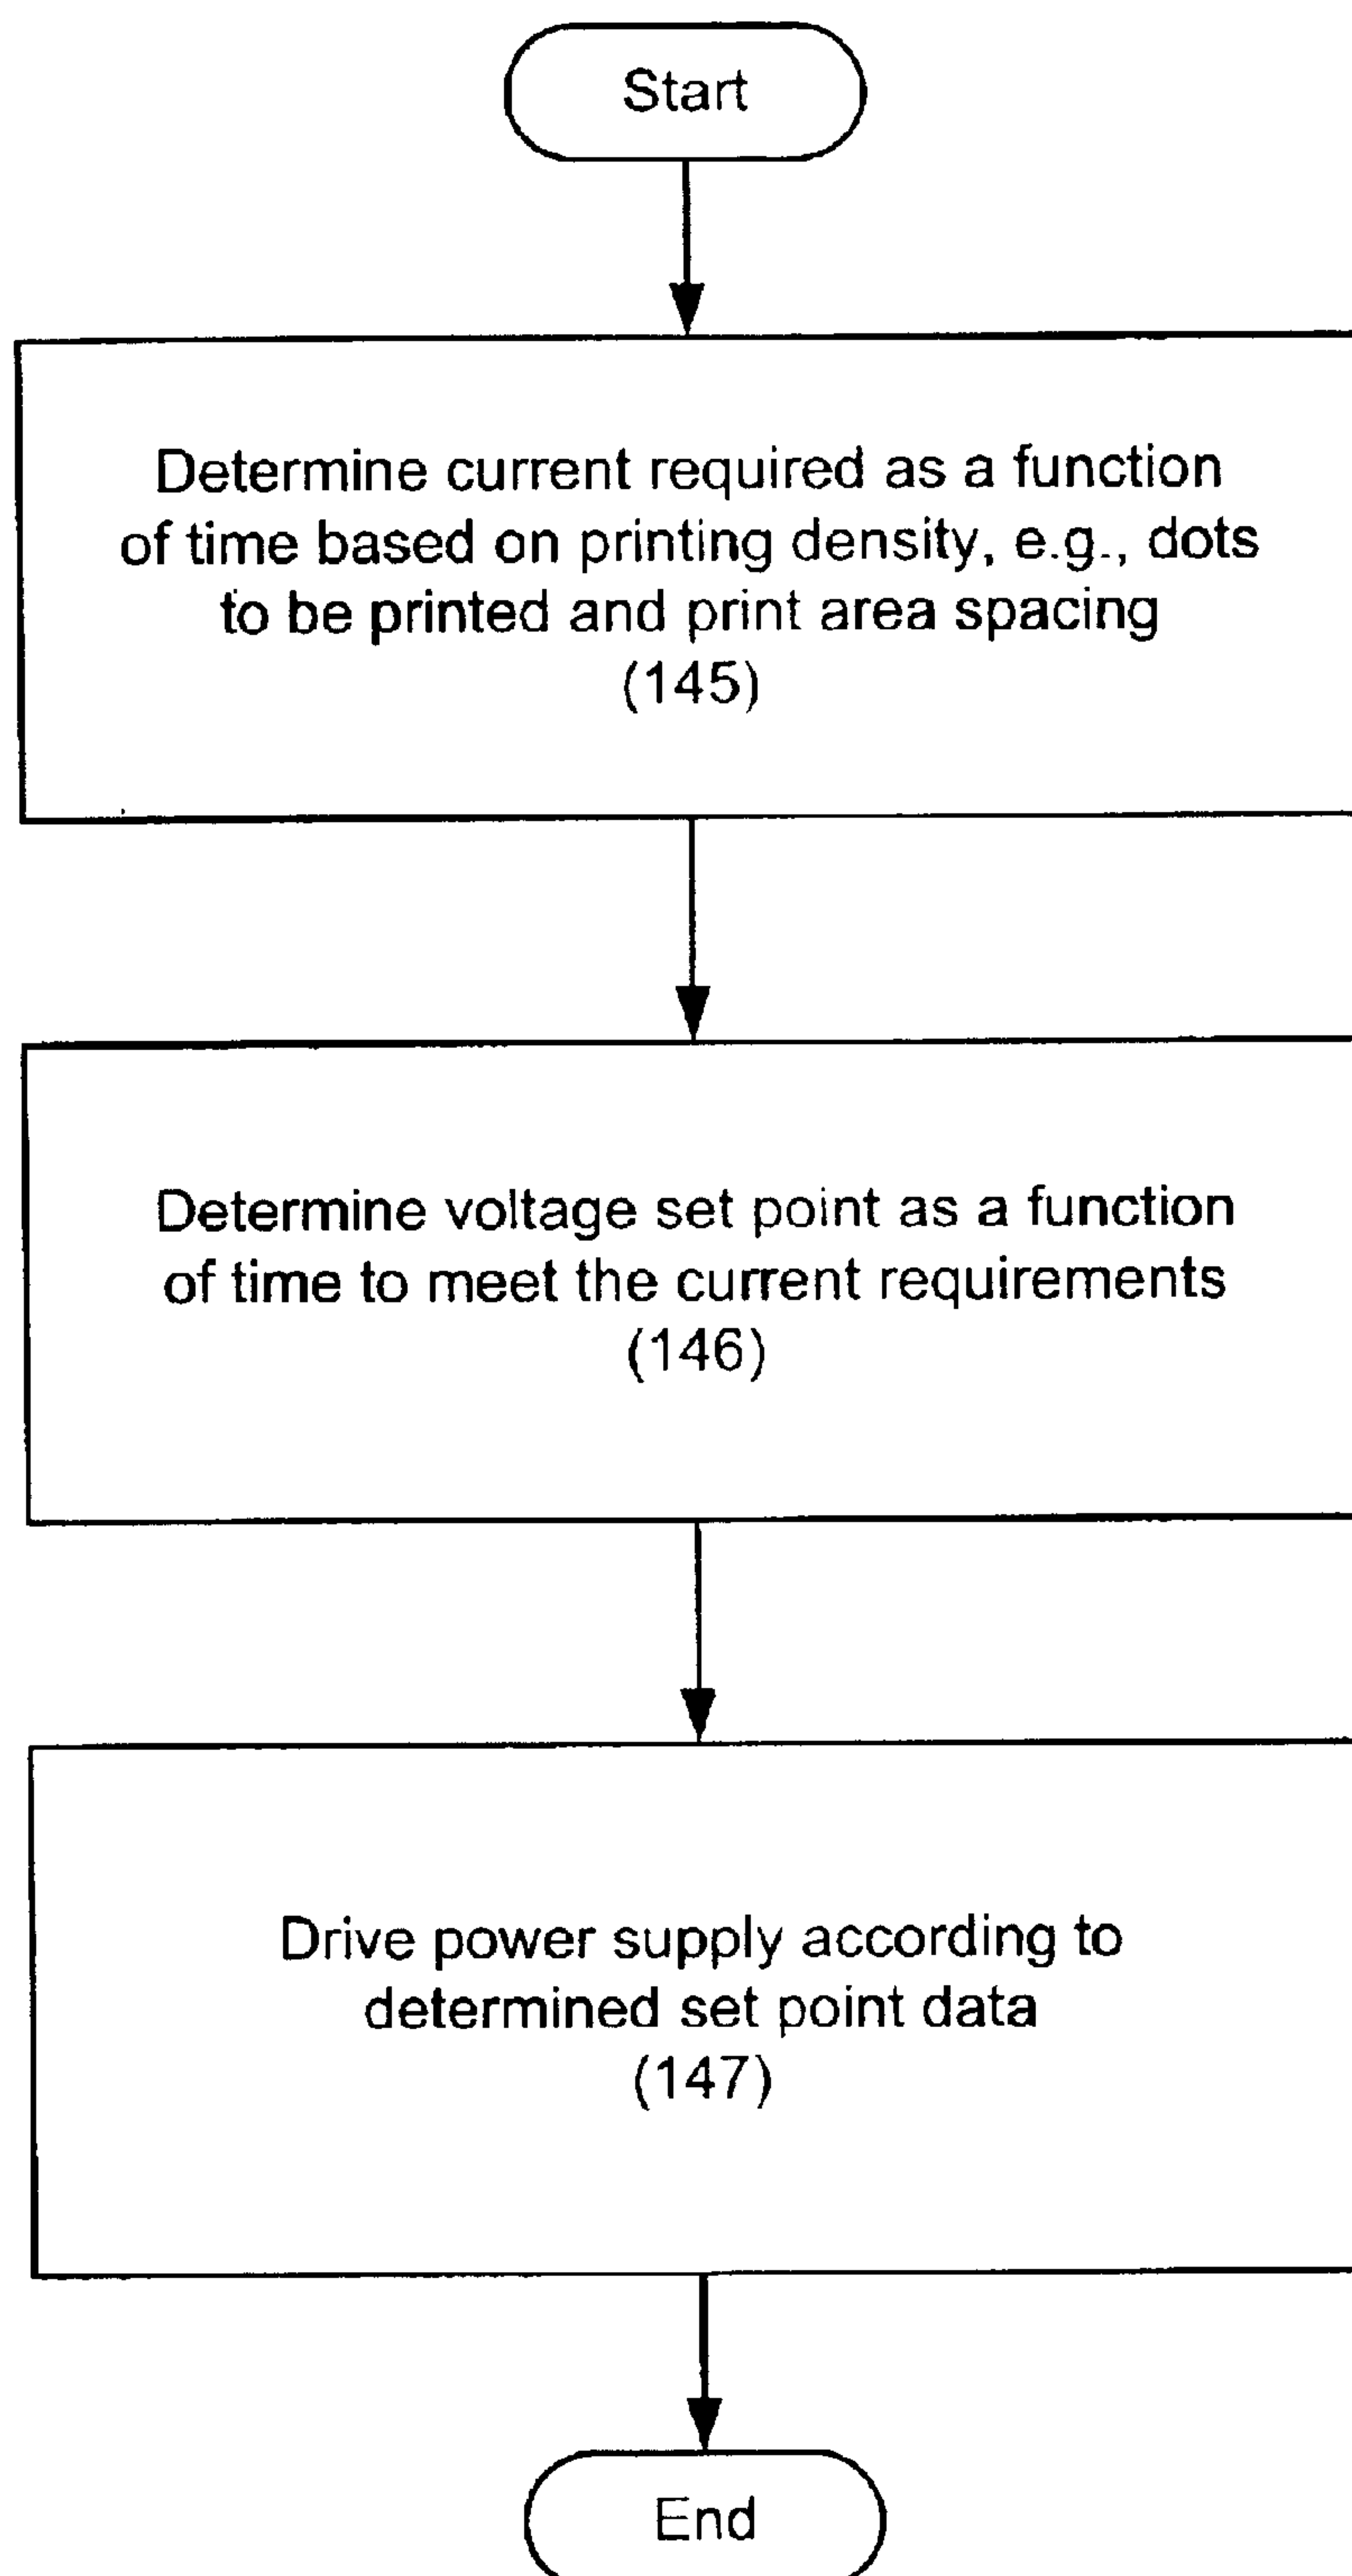 Start
Determine current required as a function
of time based on printing density, e.g., dots
to be printed and print area spacing
(145)
Determine voltage set point as a function
of time to meet the current requirements
(146)
Drive power supply according to
determined set point data
(147)
End